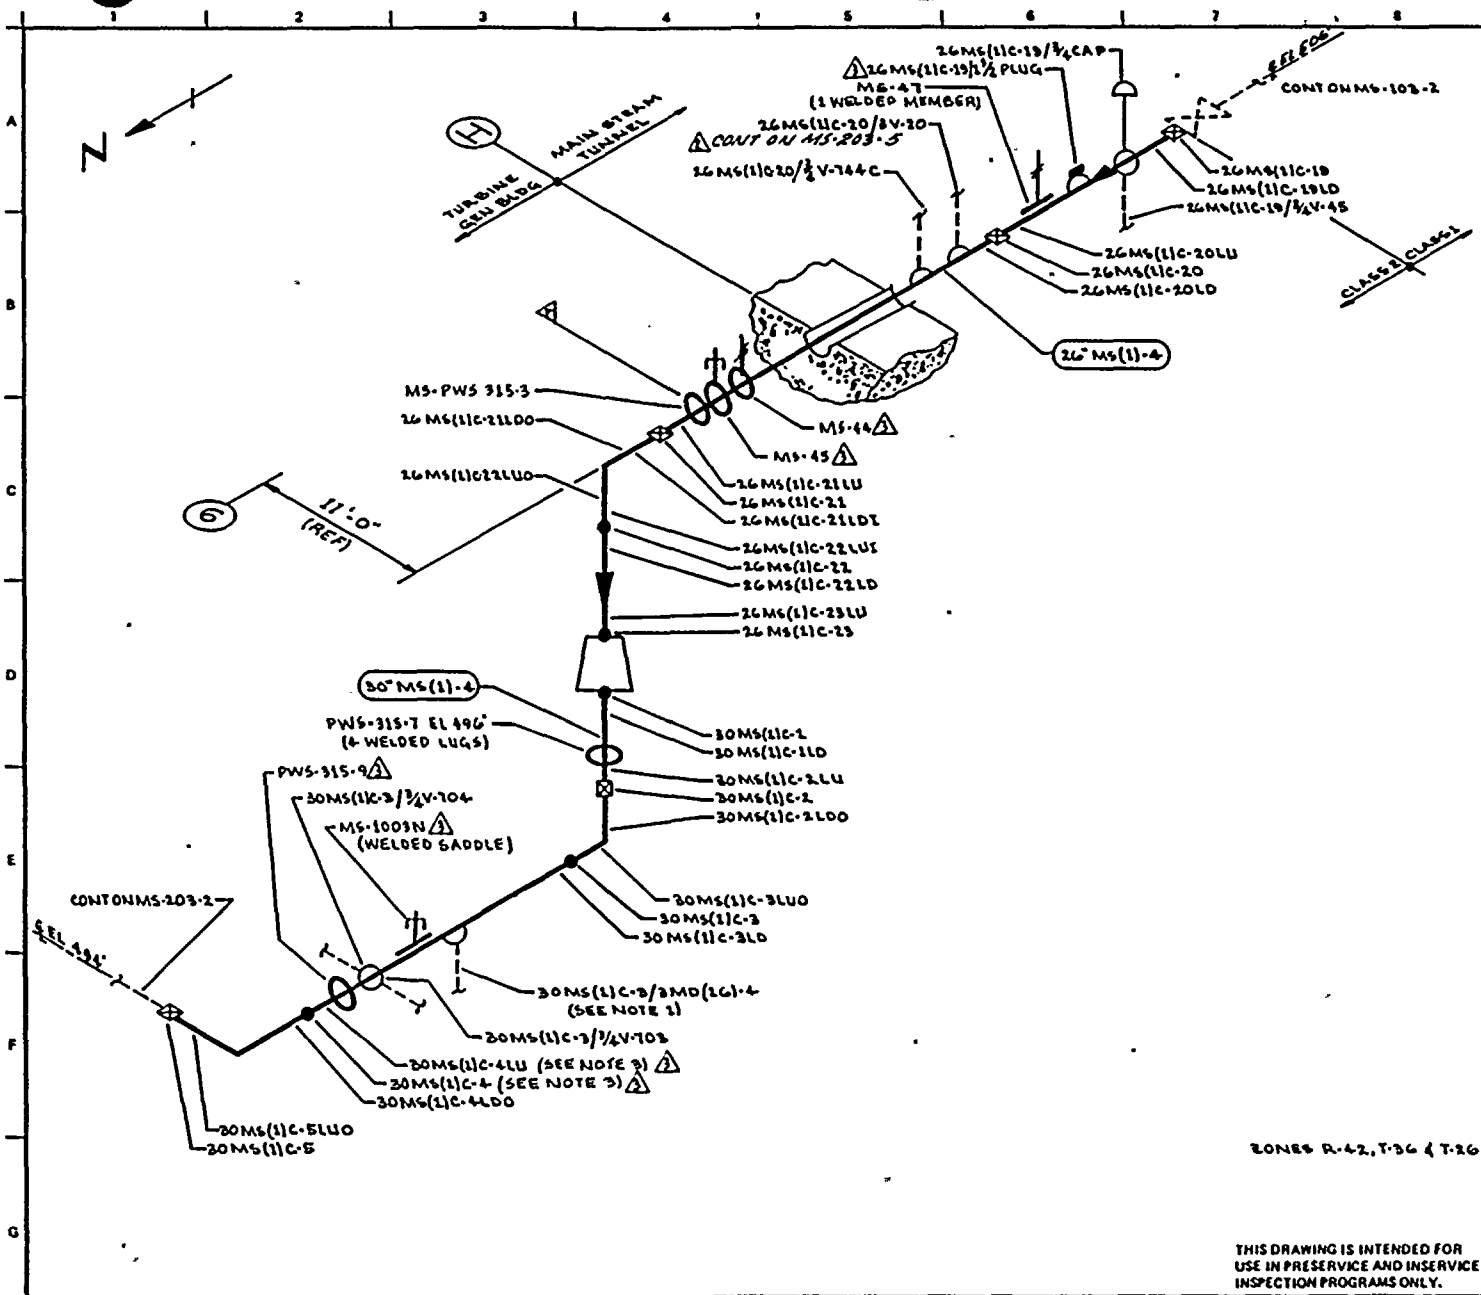 1 2 3 4 5 6 7 8
A
B
C
D
E
F
G
N
H
MAIN STEAM
TUNNEL
TURBINE
GEN BLDG
26MS(1)C-19/¾CAP
26MS(1)C-19/2½ PLUG
MS-47
(1 WELDED MEMBER)
26MS(1)C-20/3V-20
CONT ON MS-203-5
26MS(1)C-20/¾V-744C
CONT ON MS-102-2
26MS(1)C-19
26MS(1)C-19LD
26MS(1)C-19/¾V-45
CLASS 2 CLASS 1
26MS(1)C-20LU
26MS(1)C-20
26MS(1)C-20LD
26"MS(1)-4
MS-PWS 315-3
26MS(1)C-21LDO
MS-44 3
MS-45 3
26MS(1)C22LUO
26MS(1)C-21LU
26MS(1)C-21
26MS(1)C-21LDI
6
11'-0"
(REF)
26MS(1)C-22LUI
26MS(1)C-22
26MS(1)C-22LD
26MS(1)C-23LU
26MS(1)C-23
30"MS(1)-4
PWS-315-7 EL 496'
(4 WELDED LUGS)
30MS(1)C-1
30MS(1)C-1LD
30MS(1)C-2LU
30MS(1)C-2
30MS(1)C-2LDO
PWS-315-9 3
30MS(1)C-3/¾V-704
MS-1003N 3
(WELDED SADDLE)
CONT ON MS-203-2
30MS(1)C-3LUO
30MS(1)C-3
30MS(1)C-3LD
30MS(1)C-3/3MD(26)-4
(SEE NOTE 2)
30MS(1)C-3/¾V-703
30MS(1)C-4LU (SEE NOTE 3) 3
30MS(1)C-4 (SEE NOTE 3) 3
30MS(1)C-4LDO
30MS(1)C-5LUO
30MS(1)C-5
ZONES R-42, T-36 & T-26
THIS DRAWING IS INTENDED FOR
USE IN PRESERVICE AND INSERVICE
INSPECTION PROGRAMS ONLY.